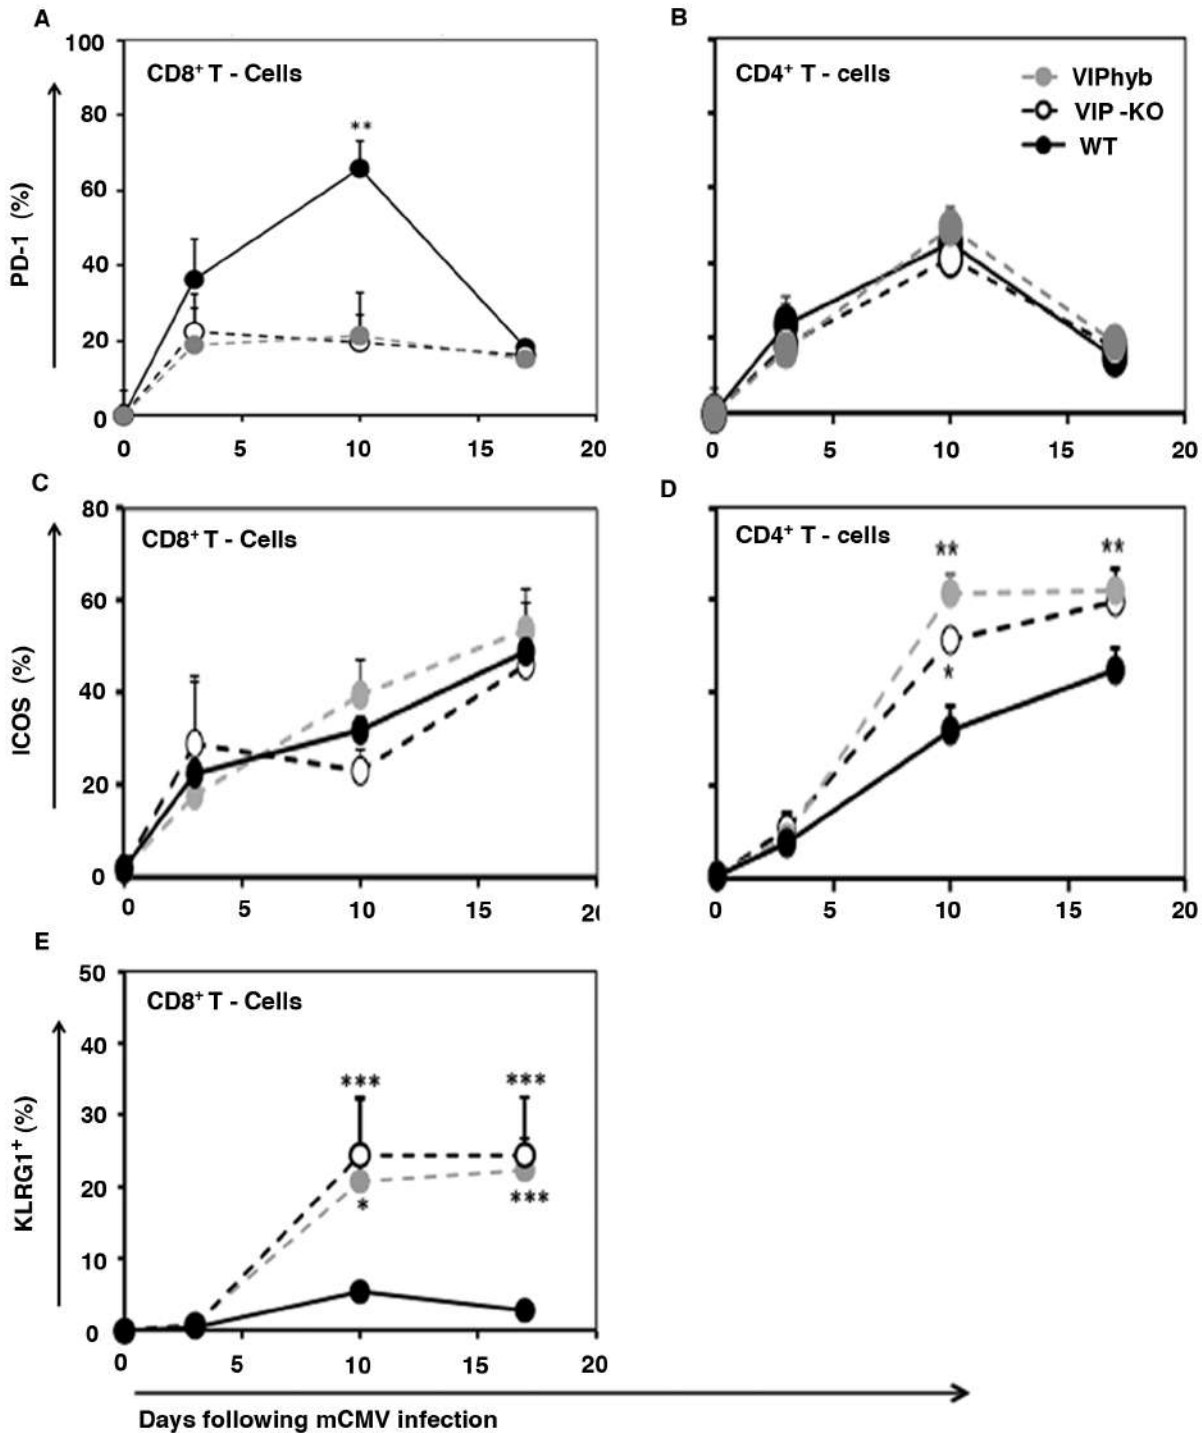 A
B
100
80
60
40
20
0
PD-1 (%)
CD8+ T - Cells
**
0 5 10 15 20
CD4+ T - cells
VIPhyb
VIP -KO
WT
0 5 10 15 20
C
D
80
60
40
20
0
ICOS (%)
CD8+ T - Cells
0 5 10 15 20
CD4+ T - cells
** **
*
0 5 10 15 20
E
50
40
30
20
10
0
KLRG1+ (%)
CD8+ T - Cells
*** ***
* ***
0 5 10 15 20
Days following mCMV infection